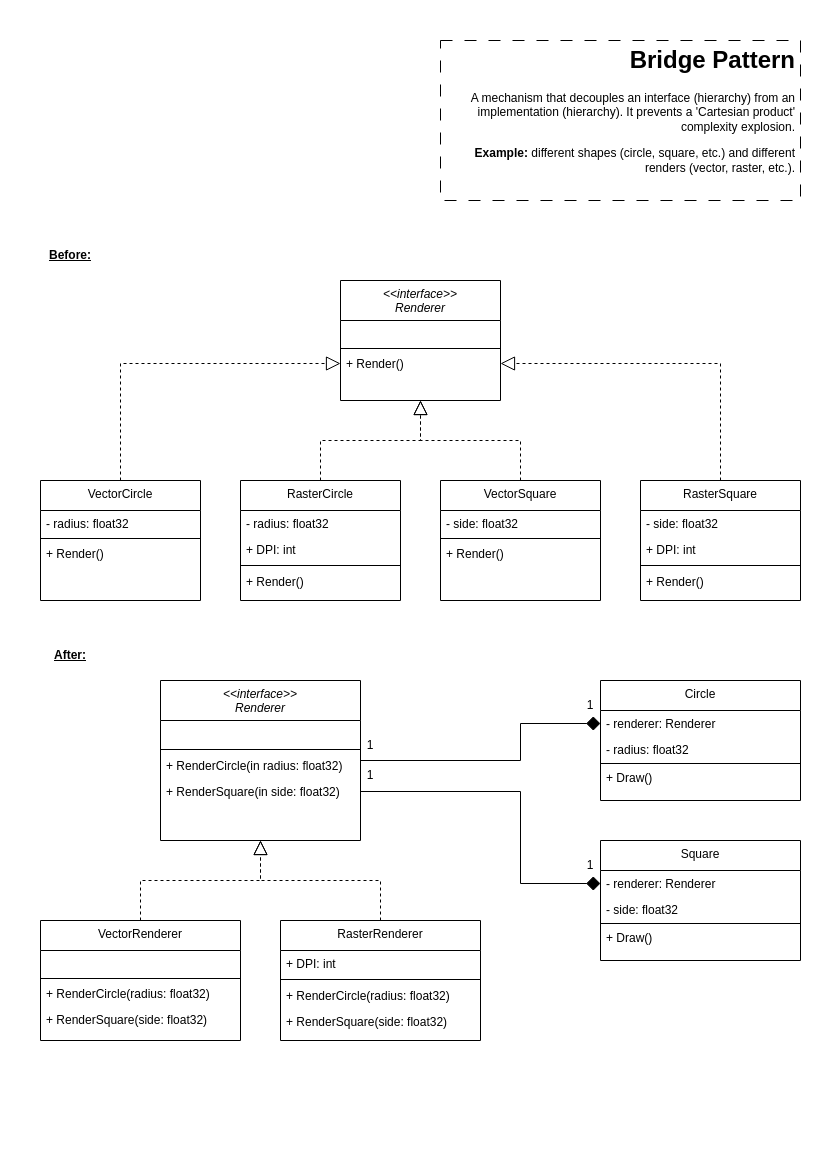 Bridge Pattern
A mechanism that decouples an interface (hierarchy) from an
implementation (hierarchy). It prevents a 'Cartesian product'
complexity explosion.
Example: different shapes (circle, square, etc.) and different
renders (vector, raster, etc.).
Before:
<<interface>>
Renderer
+ Render()
VectorCircle
- radius: float32
+ Render()
RasterCircle
- radius: float32
+ DPI: int
+ Render()
VectorSquare
- side: float32
+ Render()
RasterSquare
- side: float32
+ DPI: int
+ Render()
After:
<<interface>>
Renderer
+ RenderCircle(in radius: float32)
+ RenderSquare(in side: float32)
1
1
1
Circle
- renderer: Renderer
- radius: float32
+ Draw()
1
Square
- renderer: Renderer
- side: float32
+ Draw()
VectorRenderer
+ RenderCircle(radius: float32)
+ RenderSquare(side: float32)
RasterRenderer
+ DPI: int
+ RenderCircle(radius: float32)
+ RenderSquare(side: float32)